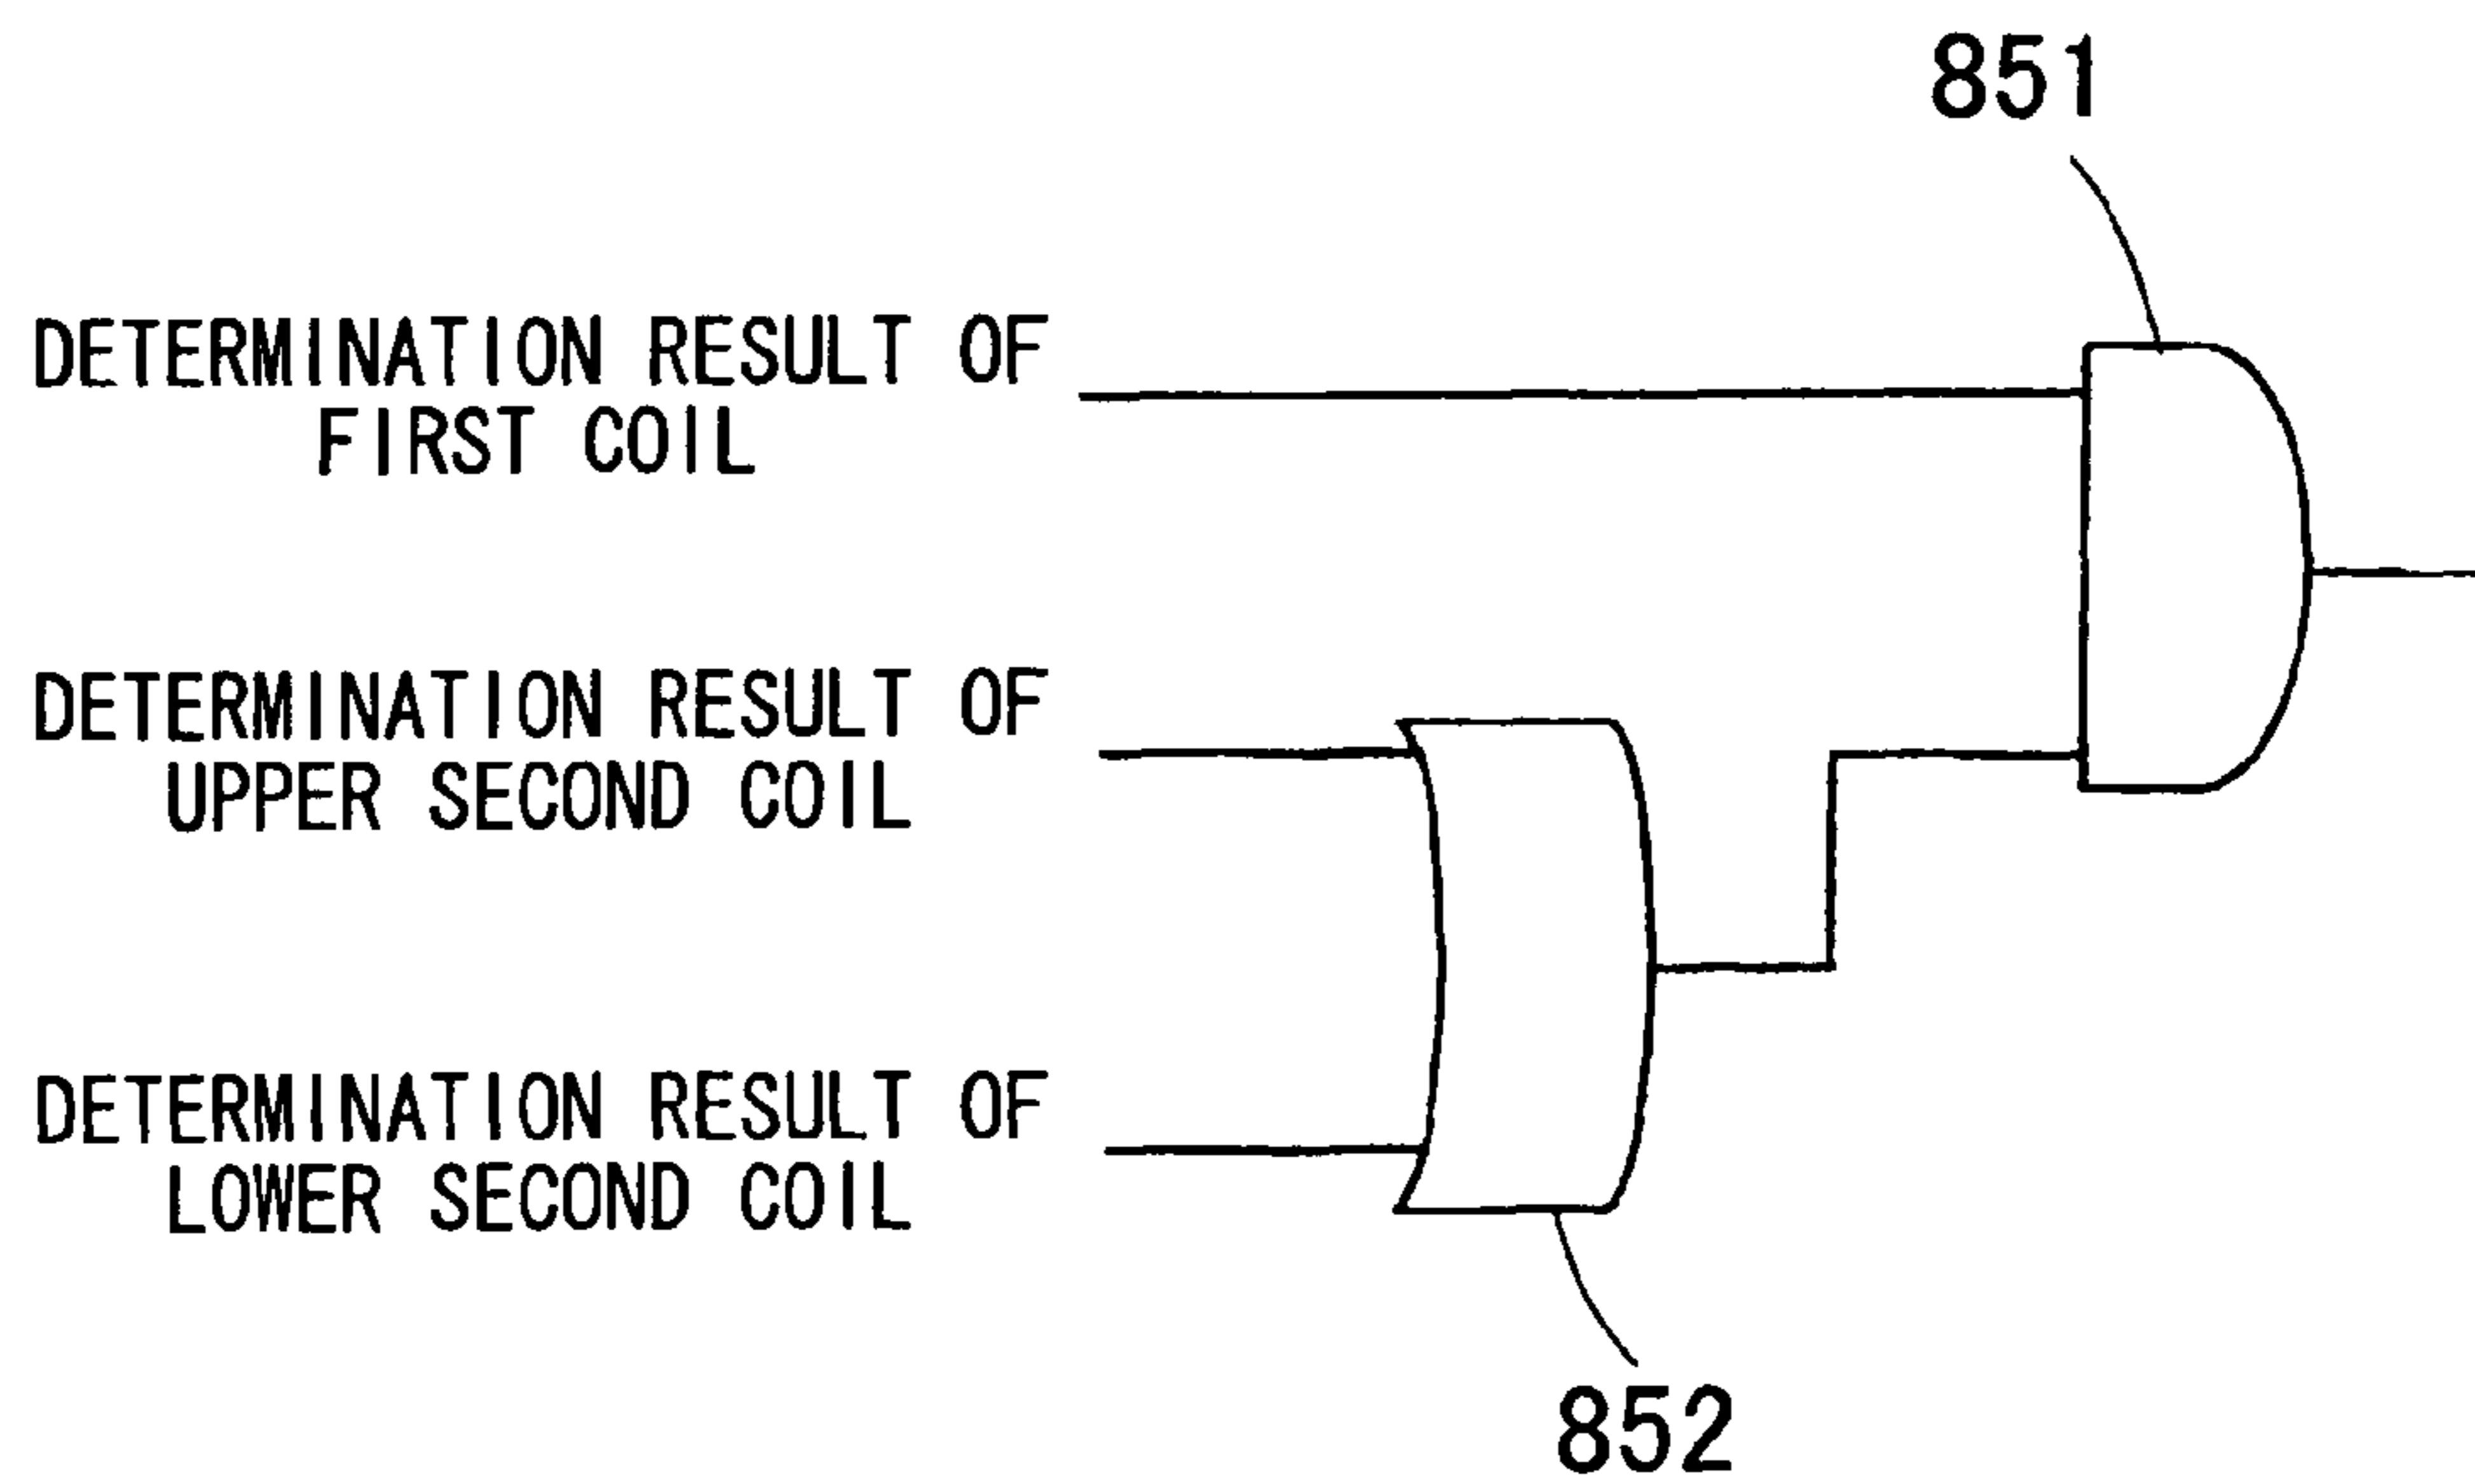 851
DETERMINATION RESULT OF
FIRST COIL
DETERMINATION RESULT OF
UPPER SECOND COIL
DETERMINATION RESULT OF
LOWER SECOND COIL
852